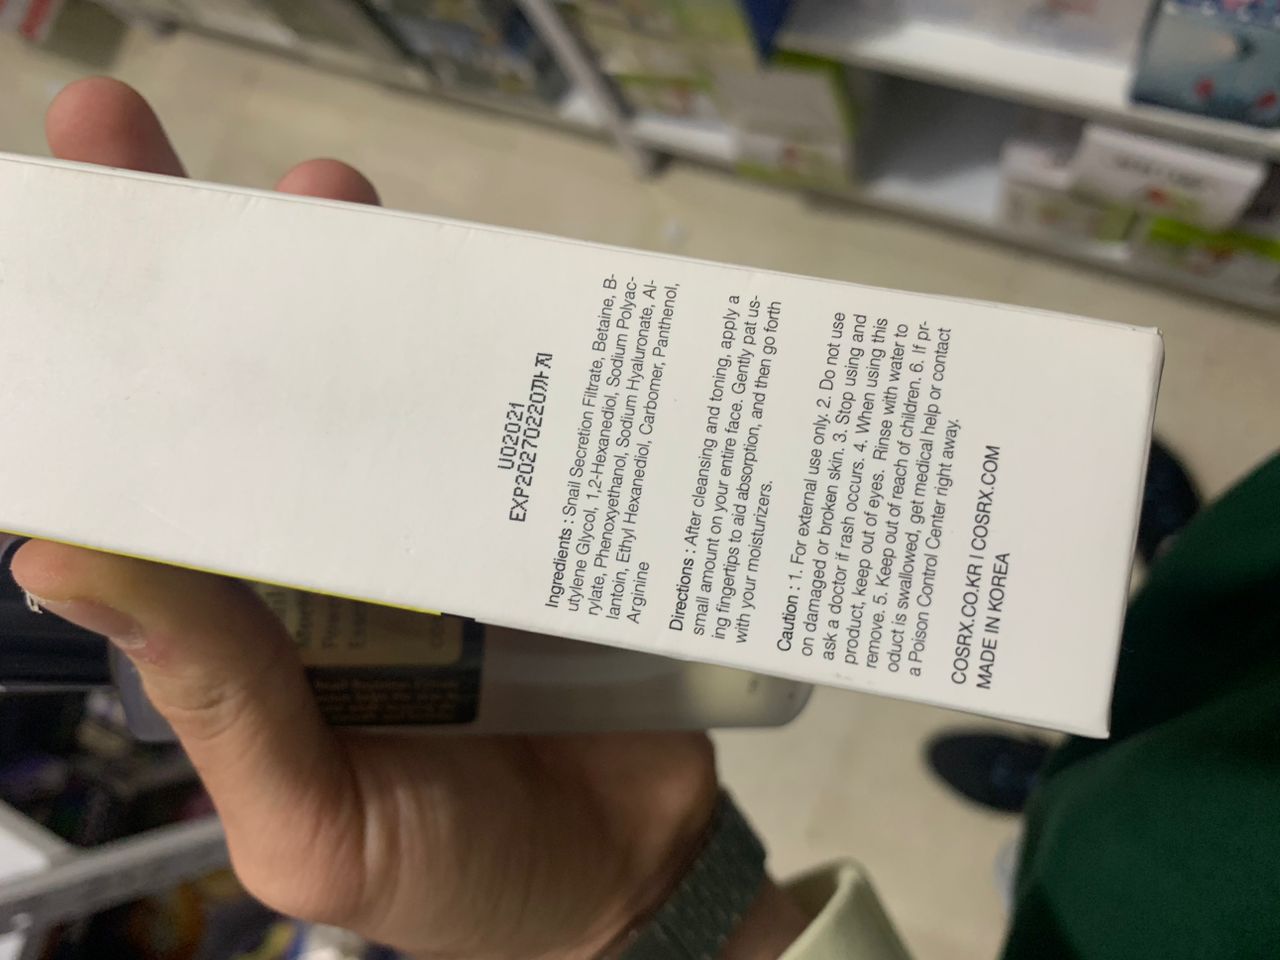 U02021
EXP20270220까지
Ingredients : Snail Secretion Filtrate, Betaine, B-
utylene Glycol, 1,2-Hexanediol, Sodium Polyac-
rylate, Phenoxyethanol, Sodium Hyaluronate, Al-
lantoin, Ethyl Hexanediol, Carbomer, Panthenol,
Arginine
Directions : After cleansing and toning, apply a
small amount on your entire face. Gently pat us-
ing fingertips to aid absorption, and then go forth
with your moisturizers.
Caution : 1. For external use only. 2. Do not use
on damaged or broken skin. 3. Stop using and
ask a doctor if rash occurs. 4. When using this
product, keep out of eyes. Rinse with water to
remove. 5. Keep out of reach of children. 6. If pr-
oduct is swallowed, get medical help or contact
a Poison Control Center right away.
COSRX.CO.KR I COSRX.COM
MADE IN KOREA